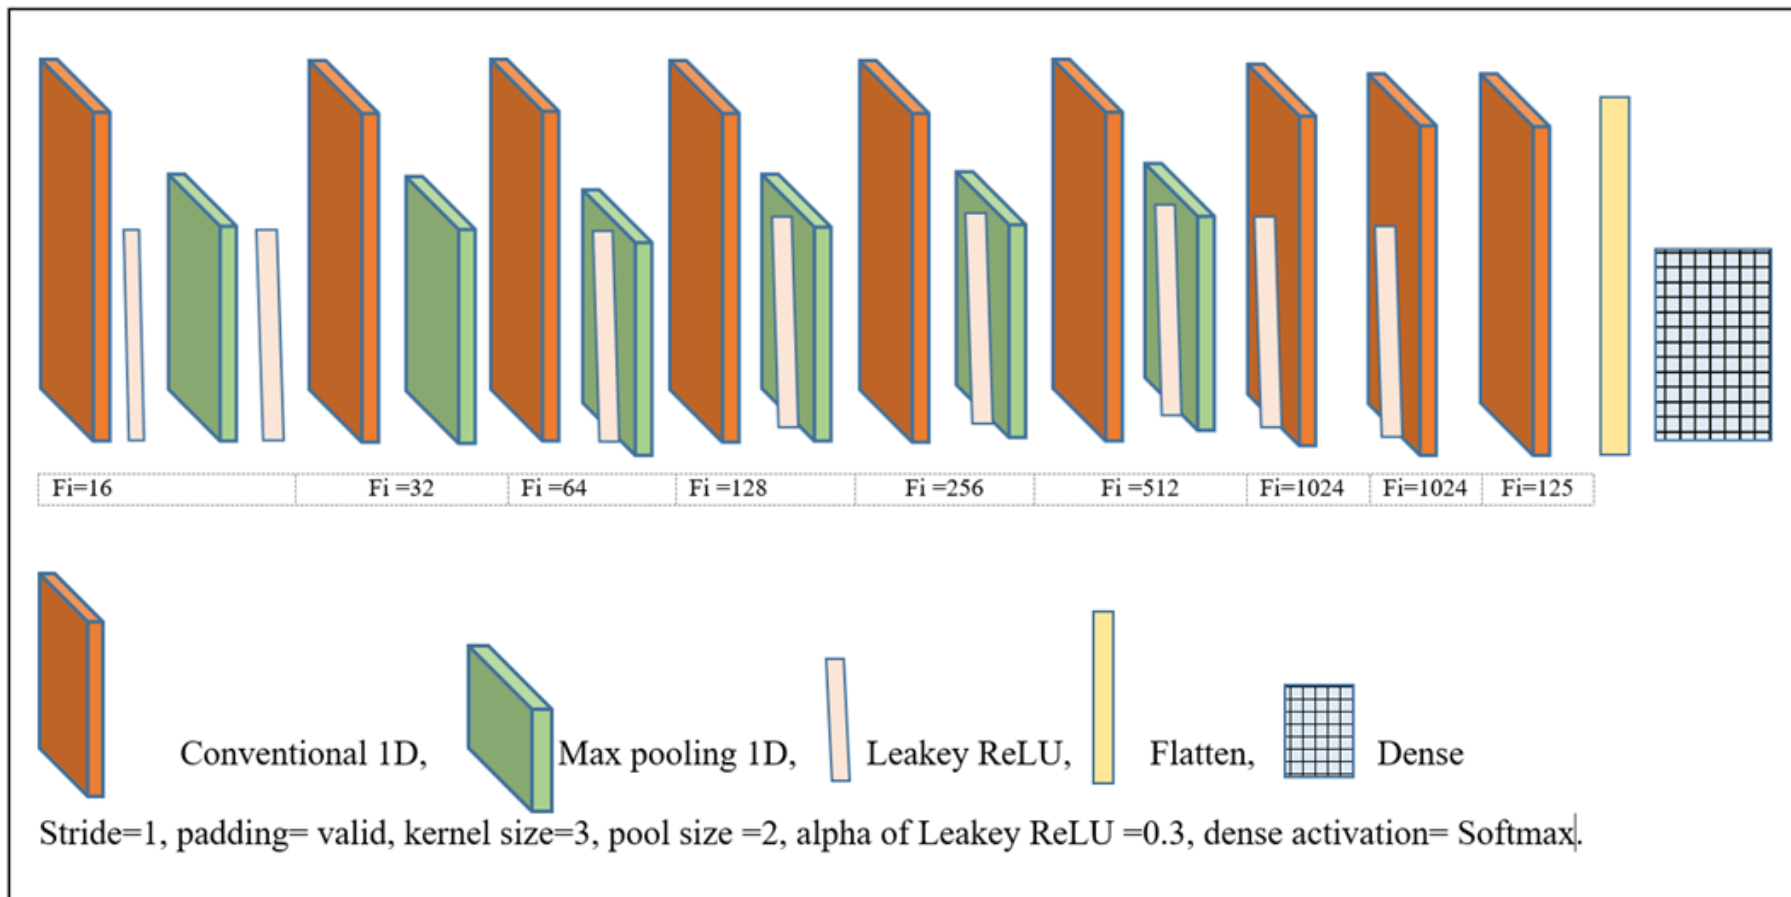 Fi=16 Fi =32 Fi =64 Fi =128 Fi =256 Fi =512 Fi=1024 Fi=1024 Fi=125
Conventional 1D, Max pooling 1D, Leakey ReLU, Flatten, Dense
Stride=1, padding= valid, kernel size=3, pool size =2, alpha of Leakey ReLU =0.3, dense activation= Softmax.